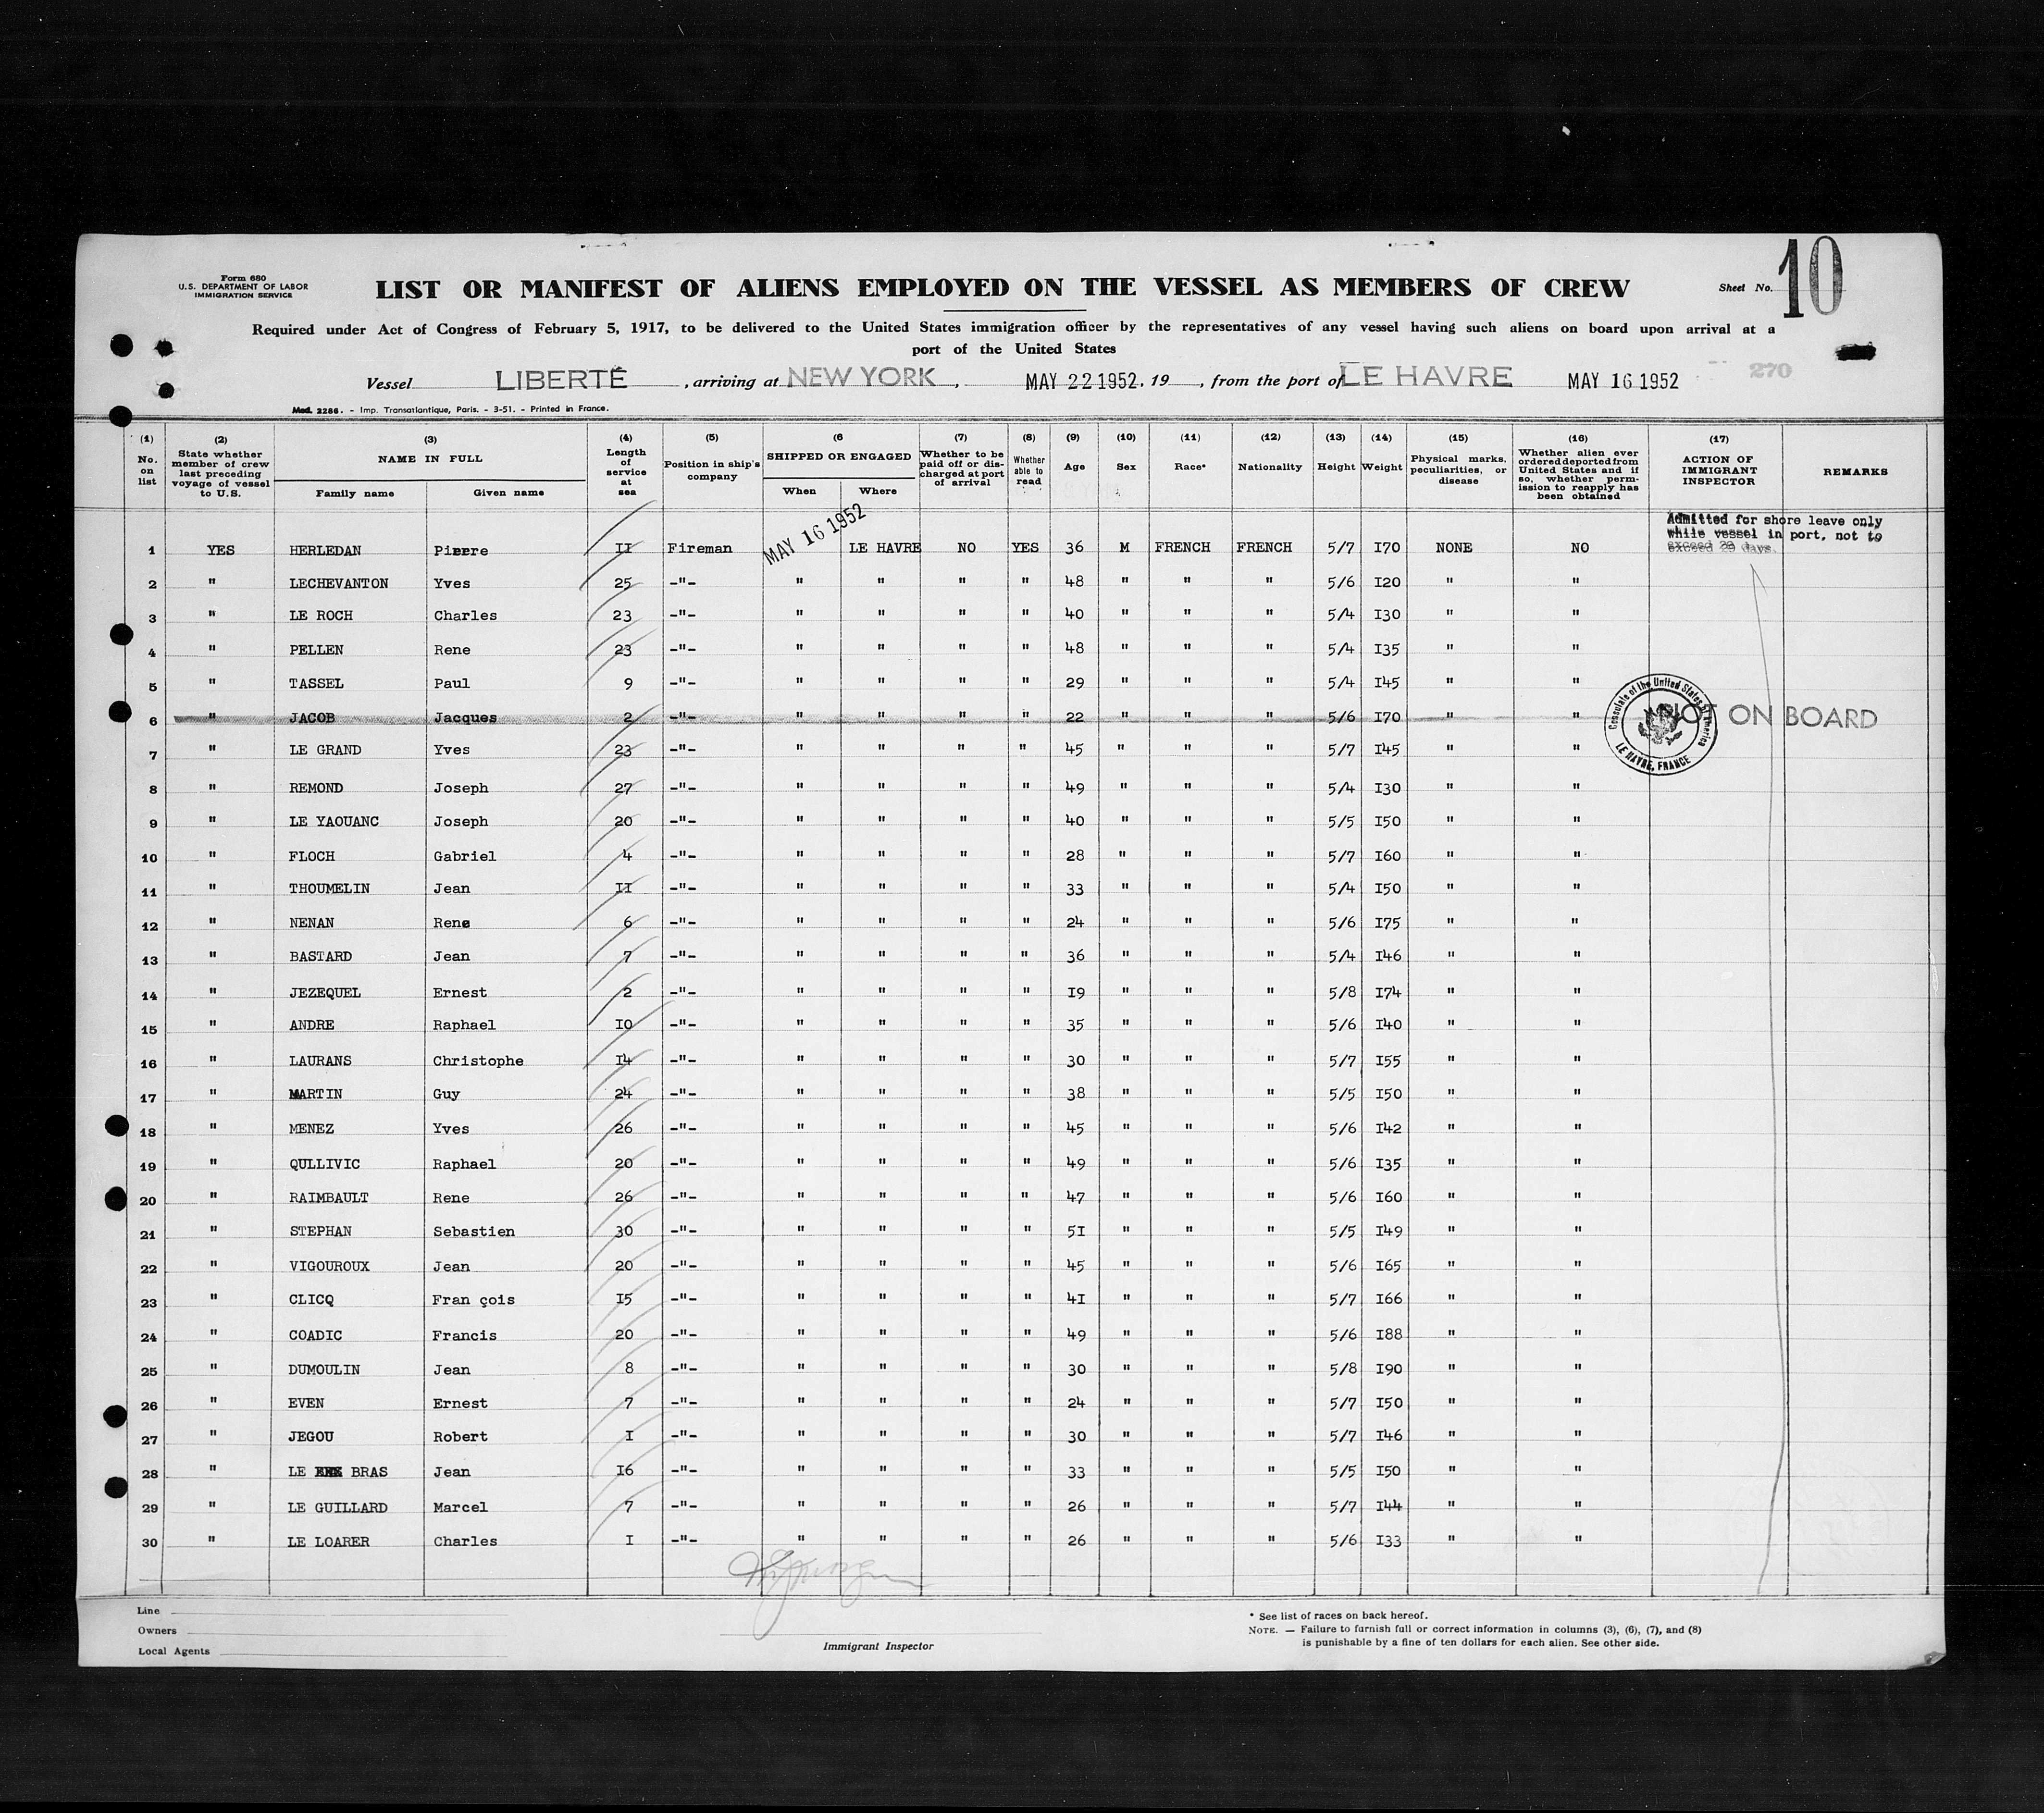 Form 680
U.S. DEPARTMENT OF LABOR
IMMIGRATION SERVICE
LIST OR MANIFEST OF ALIENS EMPLOYED ON THE VESSEL AS MEMBERS OF CREW
Sheet No. 10
Required under Act of Congress of February 5, 1917, to be delivered to the United States immigration officer by the representatives of any vessel having such aliens on board upon arrival at a
port of the United States
Vessel LIBERTÉ, arriving at NEW YORK, MAY 22 1952, 19 , from the port of LE HAVRE MAY 16 1952 270
Mod. 2286. - Imp. Transatlantique, Paris. - 3-51. - Printed in France.
(1) No. on list (2) State whether member of crew last preceding voyage of vessel to U.S. (3) NAME IN FULL Family name Given name (4) Length of service at sea (5) Position in ship's company (6 SHIPPED OR ENGAGED When Where (7) Whether to be paid off or discharged at port of arrival (8) Whether able to read (9) Age (10) Sex (11) Race* (12) Nationality (13) Height (14) Weight (15) Physical marks, peculiarities, or disease (16) Whether alien ever ordered deported from United States and if so, whether permission to reapply has been obtained (17) ACTION OF IMMIGRANT INSPECTOR REMARKS
Admitted for shore leave only
while vessel in port, not to
exceed 29 days.
1 YES HERLEDAN Pierre II Fireman MAY 16 1952 LE HAVRE NO YES 36 M FRENCH FRENCH 5/7 I70 NONE NO
2 " LECHEVANTON Yves 25 -"- " " " " 48 " " " 5/6 I20 " "
3 " LE ROCH Charles 23 -"- " " " " 40 " " " 5/4 I30 " "
4 " PELLEN Rene 23 -"- " " " " 48 " " " 5/4 I35 " "
5 " TASSEL Paul 9 -"- " " " " 29 " " " 5/4 I45 " "
6 " JACOB Jacques 2 -"- " " " " 22 " " " 5/6 I70 " " NOT ON BOARD
Consulate of the United States of America
LE HAVRE, FRANCE
7 " LE GRAND Yves 23 -"- " " " " 45 " " " 5/7 I45 " "
8 " REMOND Joseph 27 -"- " " " " 49 " " " 5/4 I30 " "
9 " LE YAOUANC Joseph 20 -"- " " " " 40 " " " 5/5 I50 " "
10 " FLOCH Gabriel 4 -"- " " " " 28 " " " 5/7 I60 " "
11 " THOUMELIN Jean II -"- " " " " 33 " " " 5/4 I50 " "
12 " NENAN Rene 6 -"- " " " " 24 " " " 5/6 I75 " "
13 " BASTARD Jean 7 -"- " " " " 36 " " " 5/4 I46 " "
14 " JEZEQUEL Ernest 2 -"- " " " " I9 " " " 5/8 I74 " "
15 " ANDRE Raphael I0 -"- " " " " 35 " " " 5/6 I40 " "
16 " LAURANS Christophe I4 -"- " " " " 30 " " " 5/7 I55 " "
17 " MARTIN Guy 24 -"- " " " " 38 " " " 5/5 I50 " "
18 " MENEZ Yves 26 -"- " " " " 45 " " " 5/6 I42 " "
19 " QULLIVIC Raphael 20 -"- " " " " 49 " " " 5/6 I35 " "
20 " RAIMBAULT Rene 26 -"- " " " " 47 " " " 5/6 I60 " "
21 " STEPHAN Sebastien 30 -"- " " " " 5I " " " 5/5 I49 " "
22 " VIGOUROUX Jean 20 -"- " " " " 45 " " " 5/6 I65 " "
23 " CLICQ Fran çois I5 -"- " " " " 4I " " " 5/7 I66 " "
24 " COADIC Francis 20 -"- " " " " 49 " " " 5/6 I88 " "
25 " DUMOULIN Jean 8 -"- " " " " 30 " " " 5/8 I90 " "
26 " EVEN Ernest 7 -"- " " " " 24 " " " 5/7 I50 " "
27 " JEGOU Robert I -"- " " " " 30 " " " 5/7 I46 " "
28 " LE BRAS Jean I6 -"- " " " " 33 " " " 5/5 I50 " "
29 " LE GUILLARD Marcel 7 -"- " " " " 26 " " " 5/7 I44 " "
30 " LE LOARER Charles I -"- " " " " 26 " " " 5/6 I33 " "
Line
Owners
Local Agents
Immigrant Inspector
* See list of races on back hereof.
NOTE. — Failure to furnish full or correct information in columns (3), (6), (7), and (8)
is punishable by a fine of ten dollars for each alien. See other side.